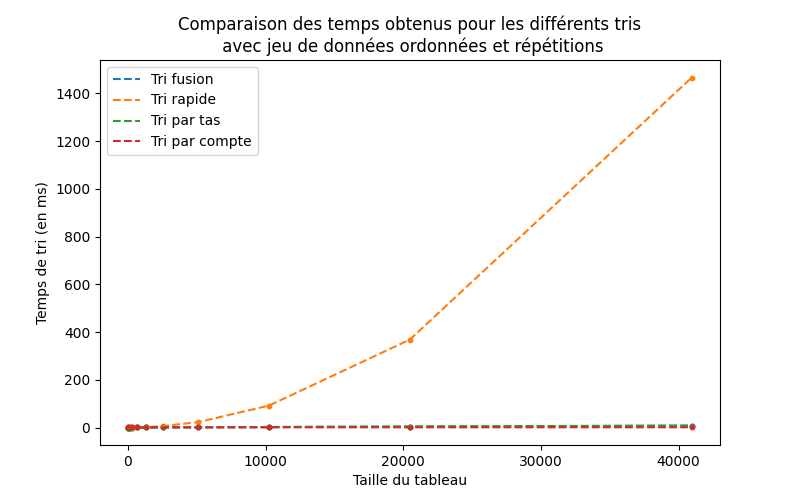 Comparaison des temps obtenus pour les différents tris
avec jeu de données ordonnées et répétitions
Tri fusion
Tri rapide
Tri par tas
Tri par compte
Temps de tri (en ms)
1400
1200
1000
800
600
400
200
0
0 10000 20000 30000 40000
Taille du tableau